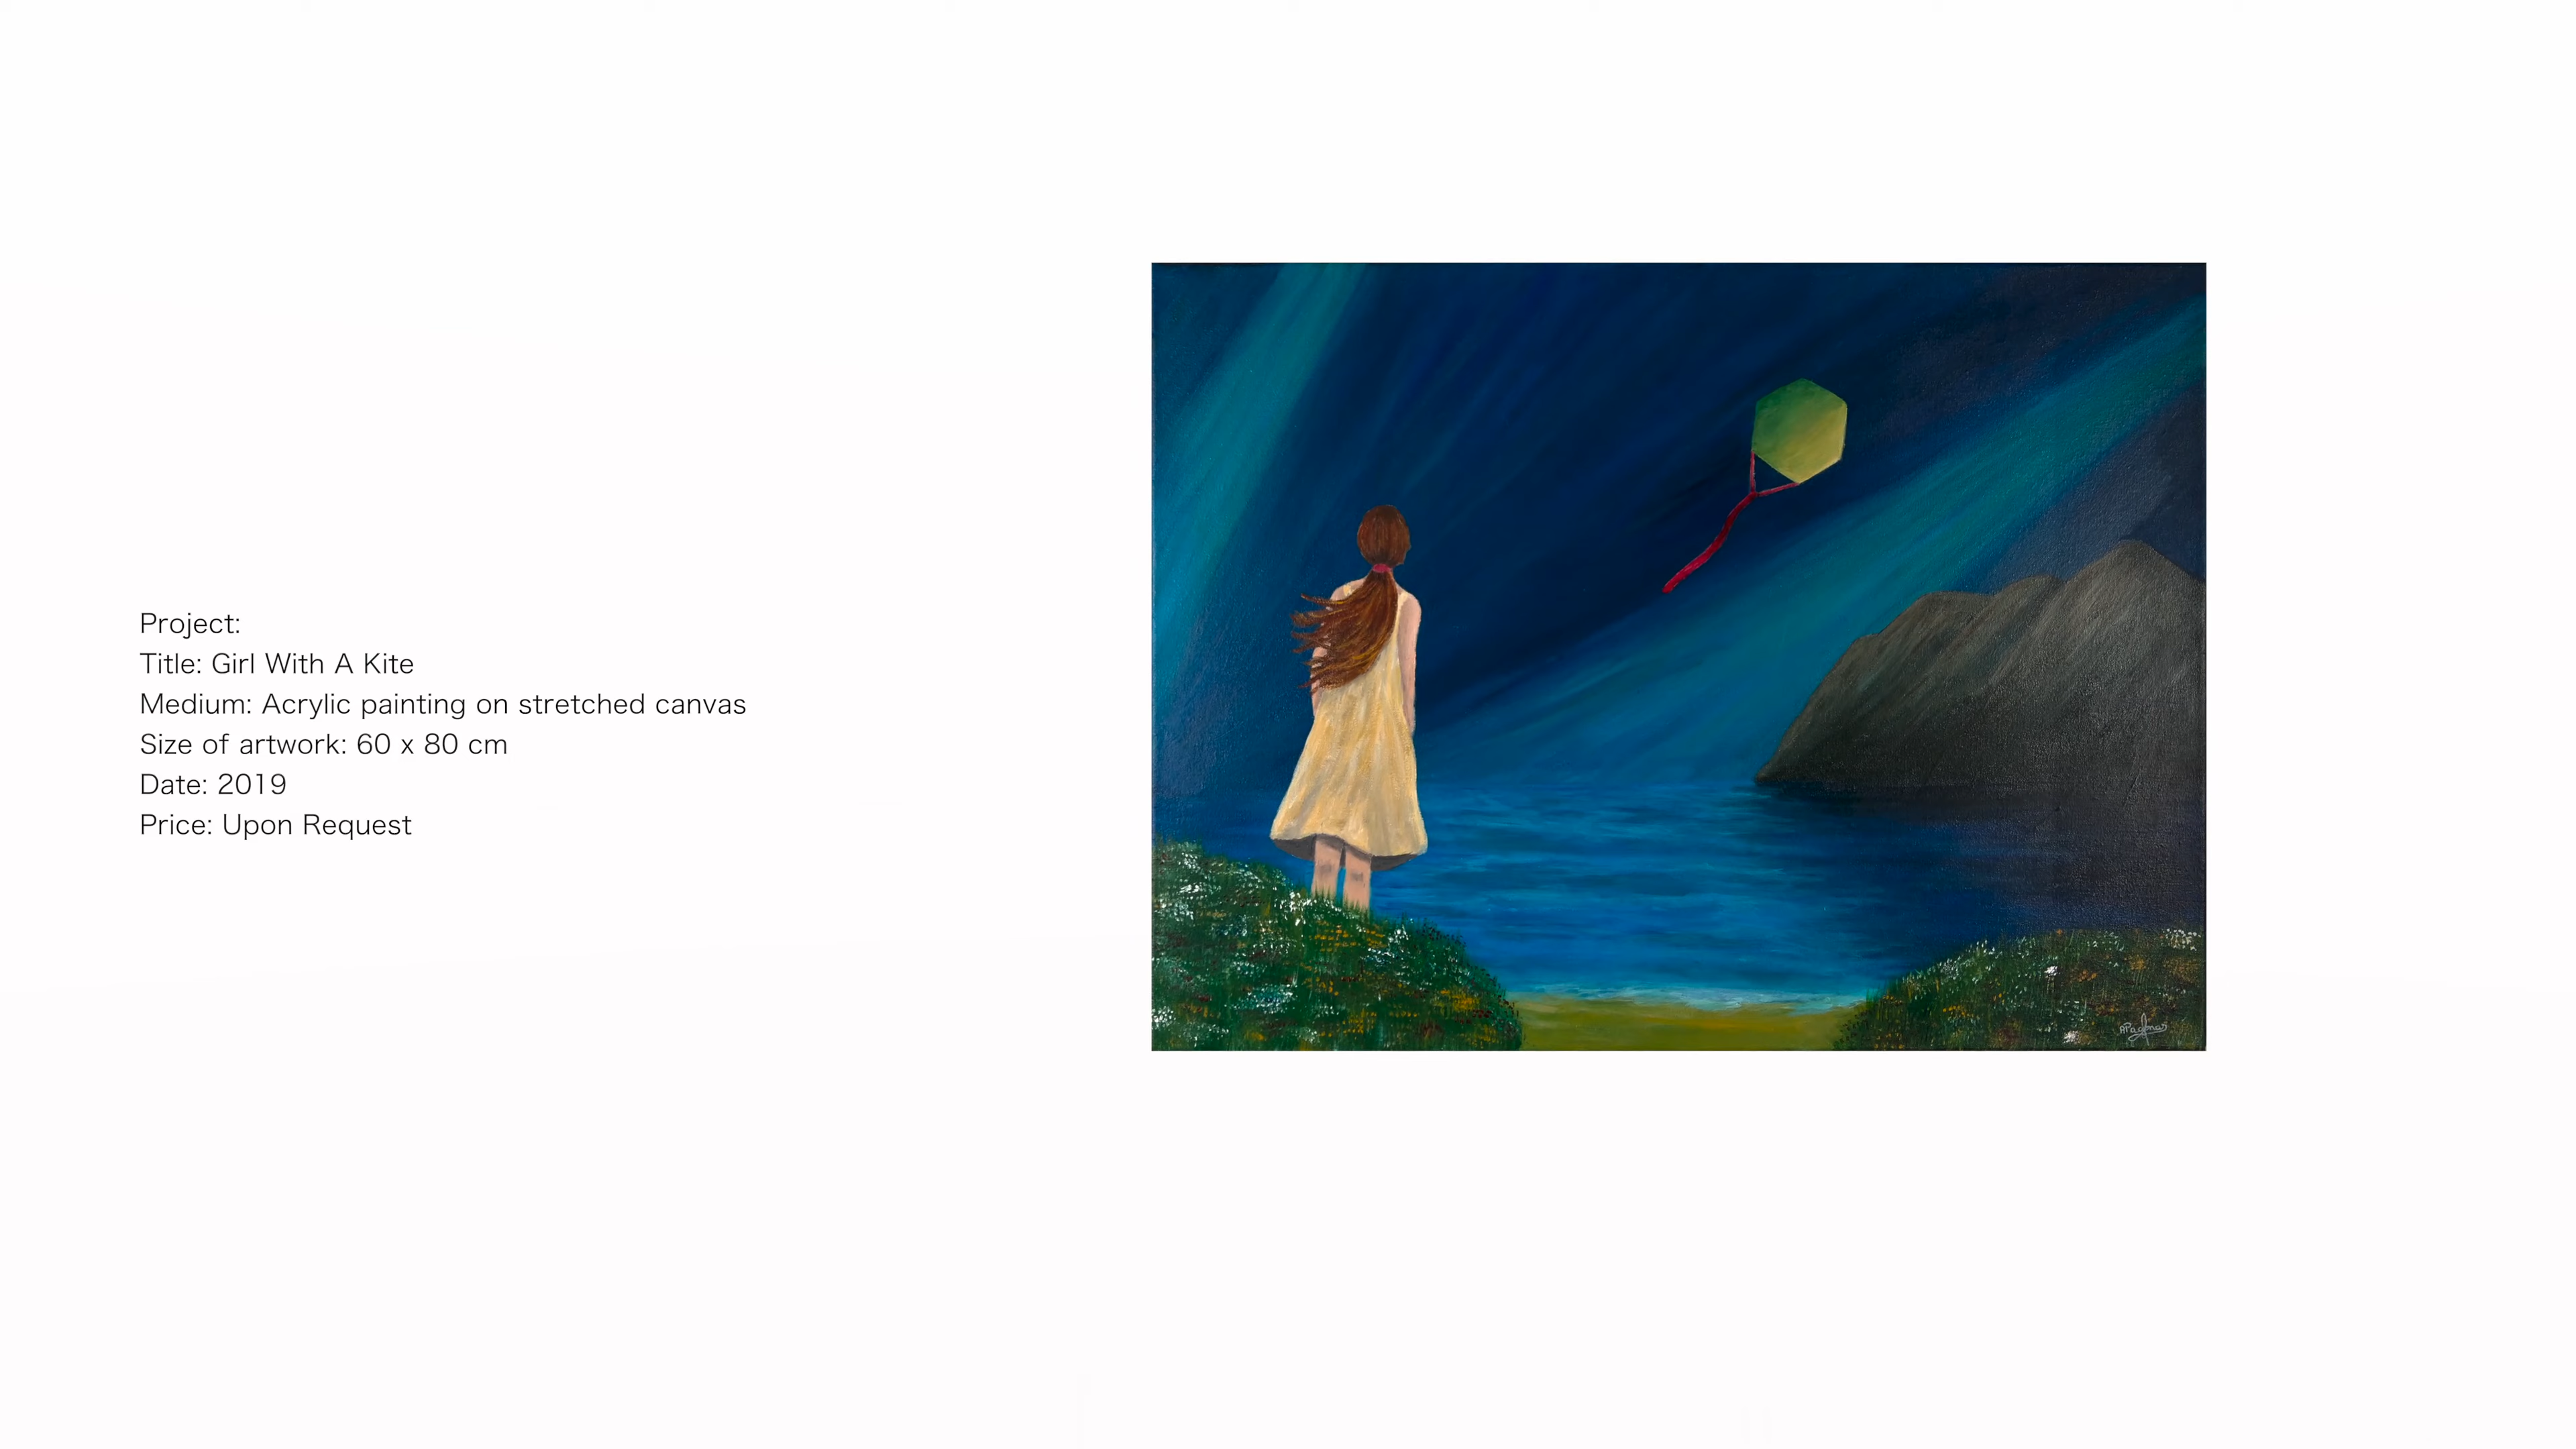 Project:
Title: Girl With A Kite
Medium: Acrylic painting on stretched canvas
Size of artwork: 60 x 80 cm
Date: 2019
Price: Upon Request